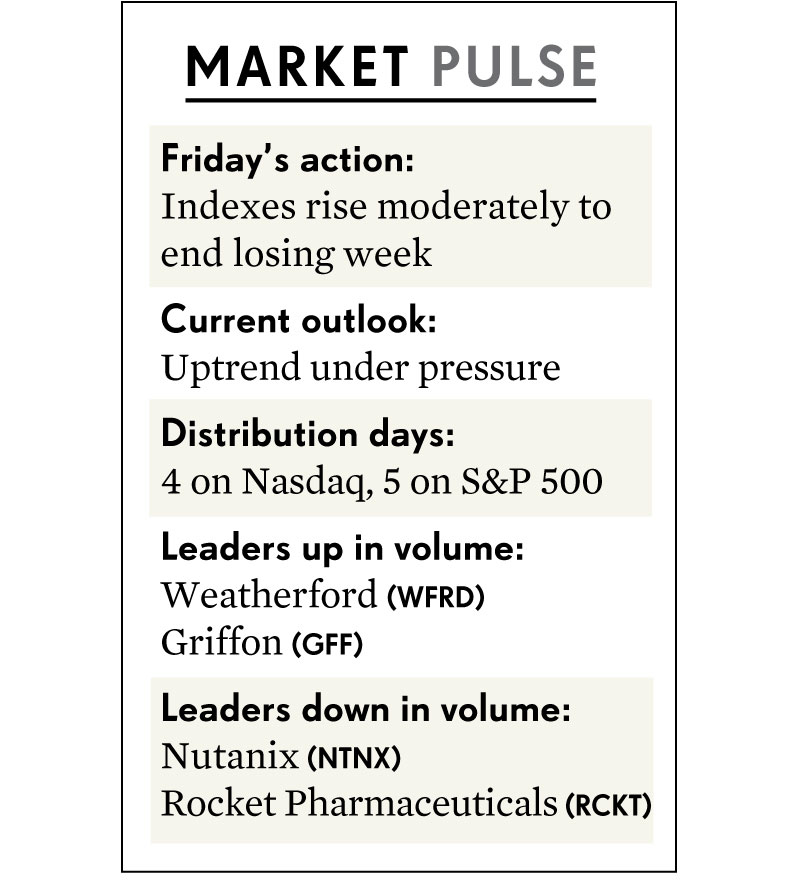 MARKET PULSE
Friday’s action:
Indexes rise moderately to
end losing week
Current outlook:
Uptrend under pressure
Distribution days:
4 on Nasdaq, 5 on S&P 500
Leaders up in volume:
Weatherford (WFRD)
Griffon (GFF)
Leaders down in volume:
Nutanix (NTNX)
Rocket Pharmaceuticals (RCKT)